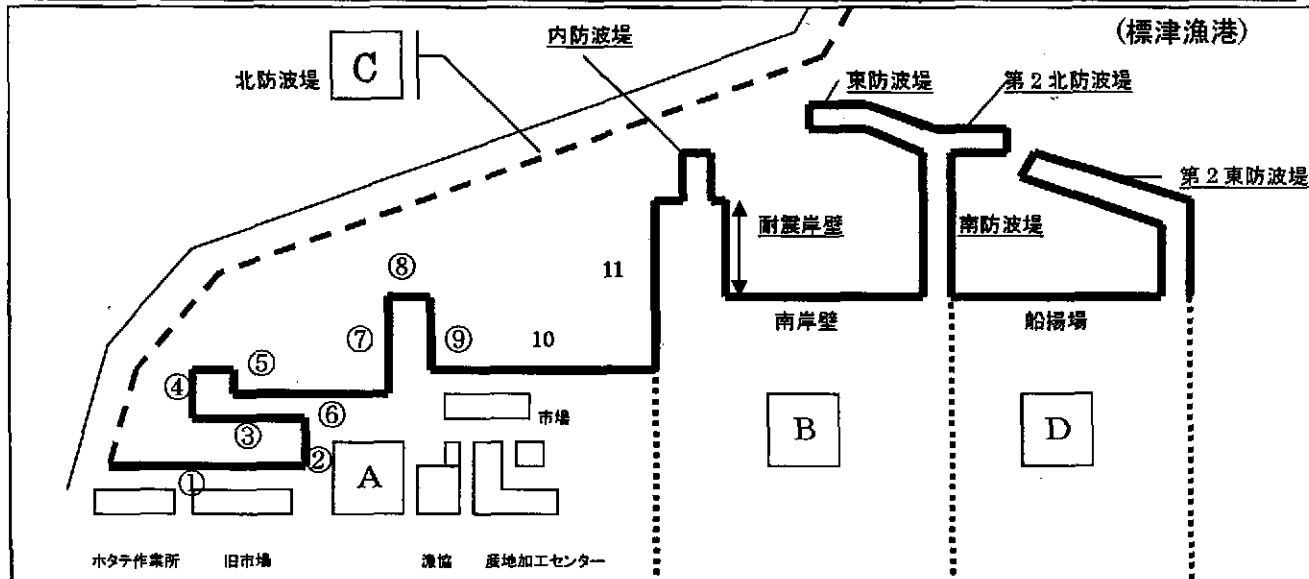 (標津漁港)
内防波堤
北防波堤
C
東防波堤
第2北防波堤
第2東防波堤
耐震岸壁
南防波堤
⑧
11
南岸壁
船揚場
⑦
⑨
10
⑤
④
⑥
市場
③
②
A
B
D
①
ホタテ作業所
旧市場
漁協
産地加工センター